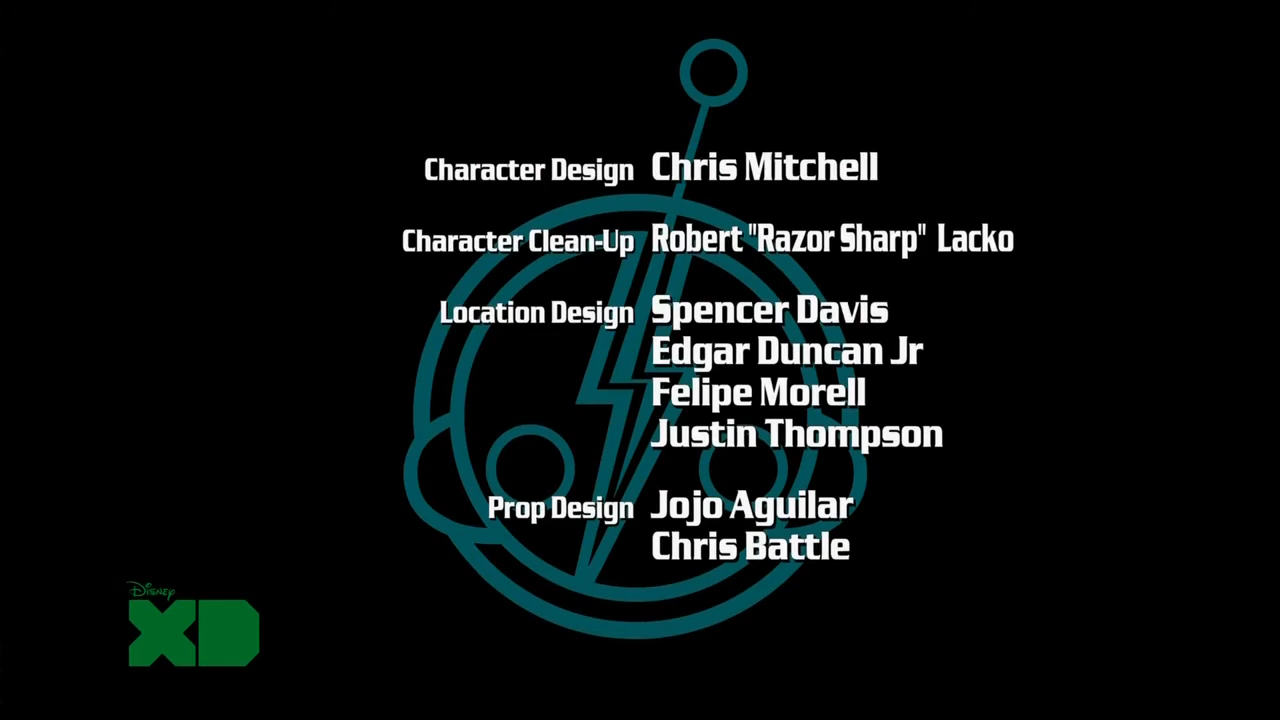 Character Design Chris Mitchell
Character Clean-Up Robert "Razor Sharp" Lacko
Location Design Spencer Davis
Edgar Duncan Jr
Felipe Morell
Justin Thompson
Prop Design Jojo Aguilar
Chris Battle
Disney
XD